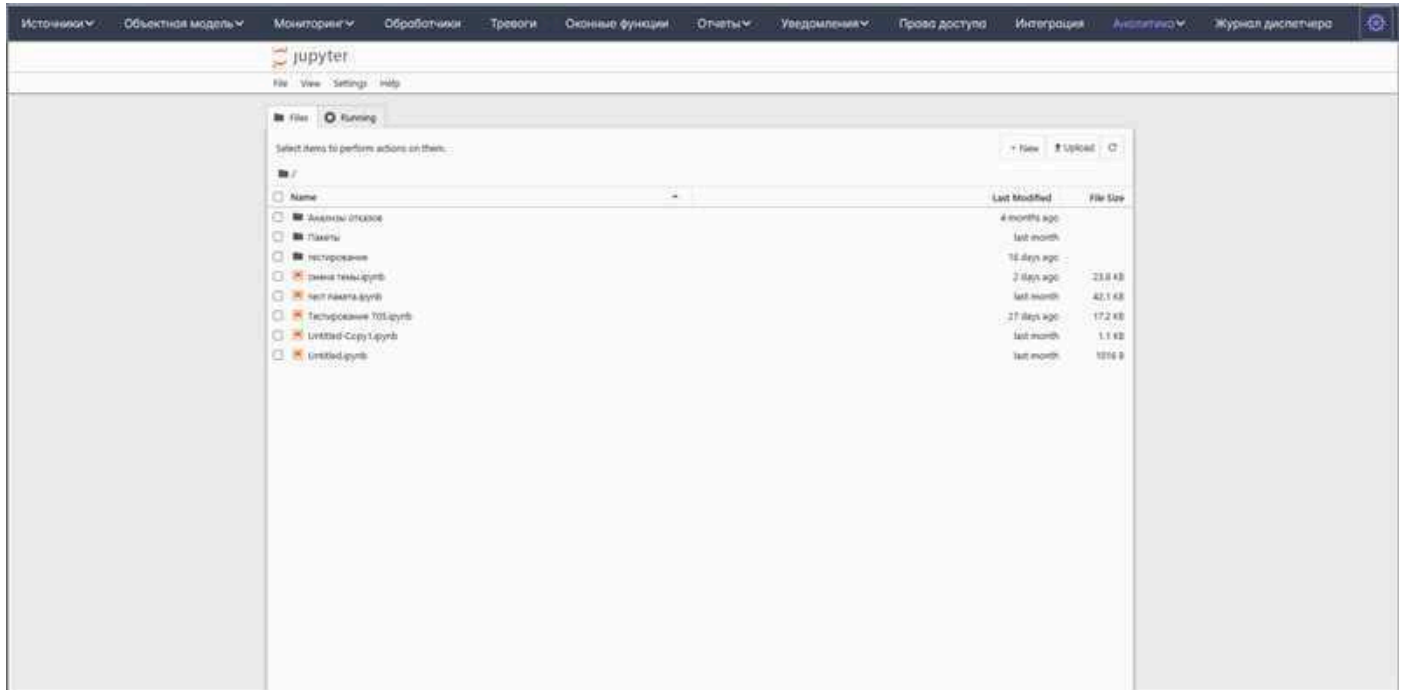 Источники Объектная модель Мониторинг Обработчики Тревоги Оконные функции Отчеты Уведомления Права доступа Интеграция Аналитика Журнал диспетчера
jupyter
File View Settings Help
Files Running
Select items to perform actions on them.
+ New Upload
/
Name Last Modified File Size
Анализы отказов 4 months ago
Пакеты last month
тестирование 16 days ago
смена темы.ipynb 2 days ago 23.8 KB
тест пакета.ipynb last month 42.1 KB
Тестирование 105.ipynb 27 days ago 17.2 KB
Untitled-Copy1.ipynb last month 1.1 KB
Untitled.ipynb last month 1016 B